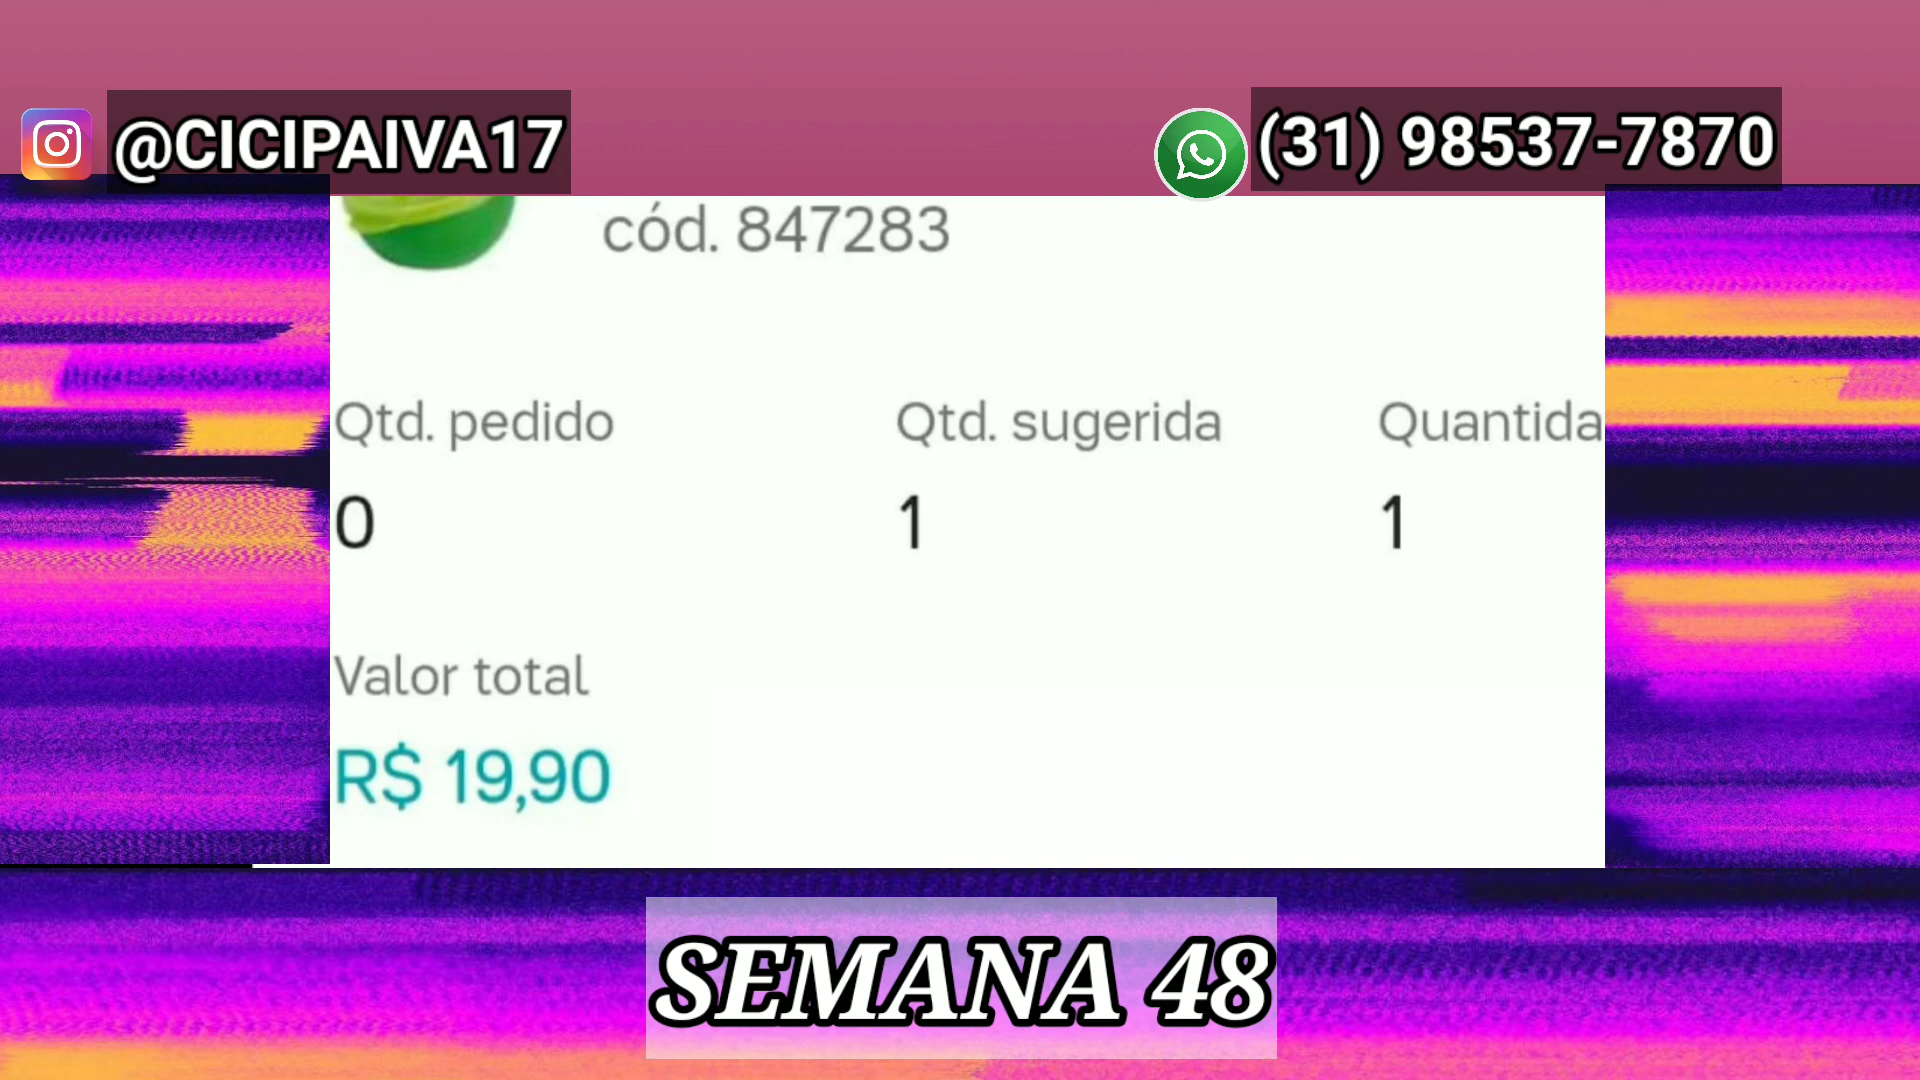 @CICIPAIVA17
(31) 98537-7870
cód. 847283
Qtd. pedido
Qtd. sugerida
Quantida
0
1
1
Valor total
R$ 19,90
SEMANA 48